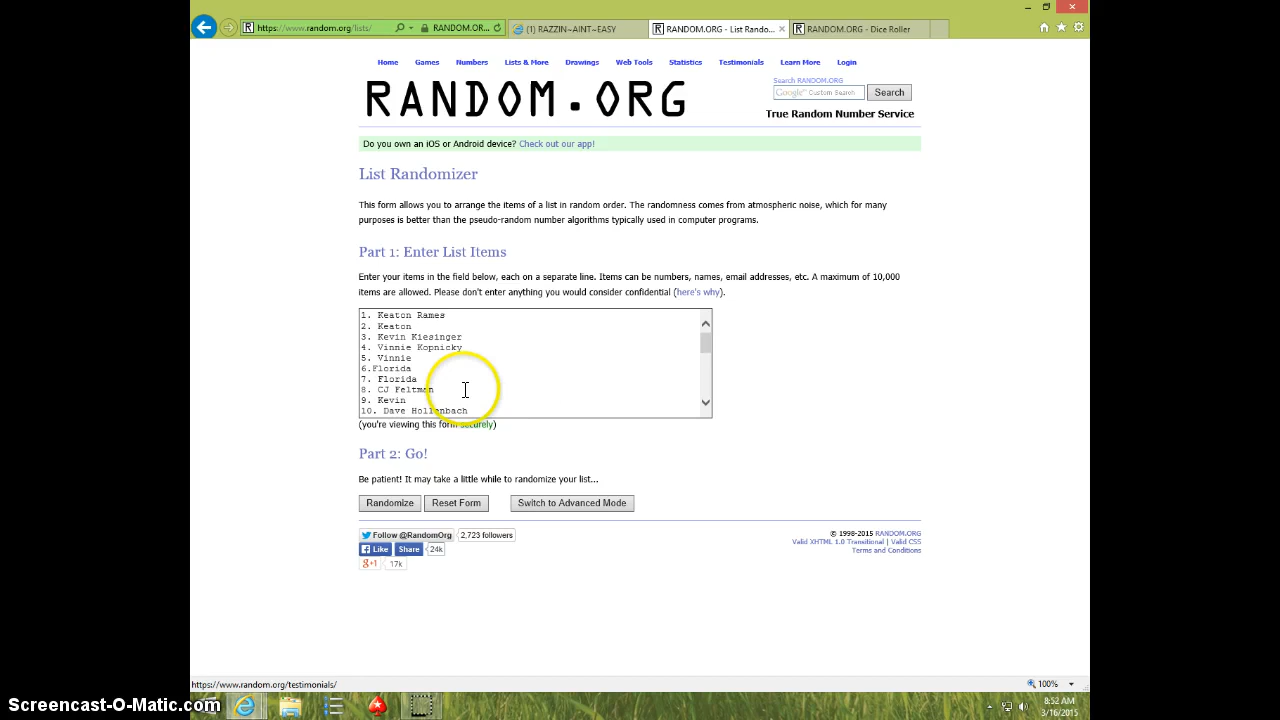 https://www.random.org/lists/
RANDOM.OR...
(1) RAZZIN~AINT~EASY
RANDOM.ORG - List Rando...
RANDOM.ORG - Dice Roller
Home Games Numbers Lists & More Drawings Web Tools Statistics Testimonials Learn More Login
RANDOM.ORG
Search RANDOM.ORG
Google™ Custom Search
Search
True Random Number Service
Do you own an iOS or Android device? Check out our app!
List Randomizer
This form allows you to arrange the items of a list in random order. The randomness comes from atmospheric noise, which for many
purposes is better than the pseudo-random number algorithms typically used in computer programs.
Part 1: Enter List Items
Enter your items in the field below, each on a separate line. Items can be numbers, names, email addresses, etc. A maximum of 10,000
items are allowed. Please don't enter anything you would consider confidential (here's why).
1. Keaton Rames
2. Keaton
3. Kevin Kiesinger
4. Vinnie Kopnicky
5. Vinnie
6.Florida
7. Florida
8. CJ Feltman
9. Kevin
10. Dave Hollenbach
(you're viewing this form securely)
Part 2: Go!
Be patient! It may take a little while to randomize your list...
Randomize Reset Form Switch to Advanced Mode
Follow @RandomOrg 2,723 followers
Like Share 24k
g+1 17k
© 1998-2015 RANDOM.ORG
Valid XHTML 1.0 Transitional | Valid CSS
Terms and Conditions
https://www.random.org/testimonials/
100%
8:52 AM
3/16/2015
Screencast-O-Matic.com